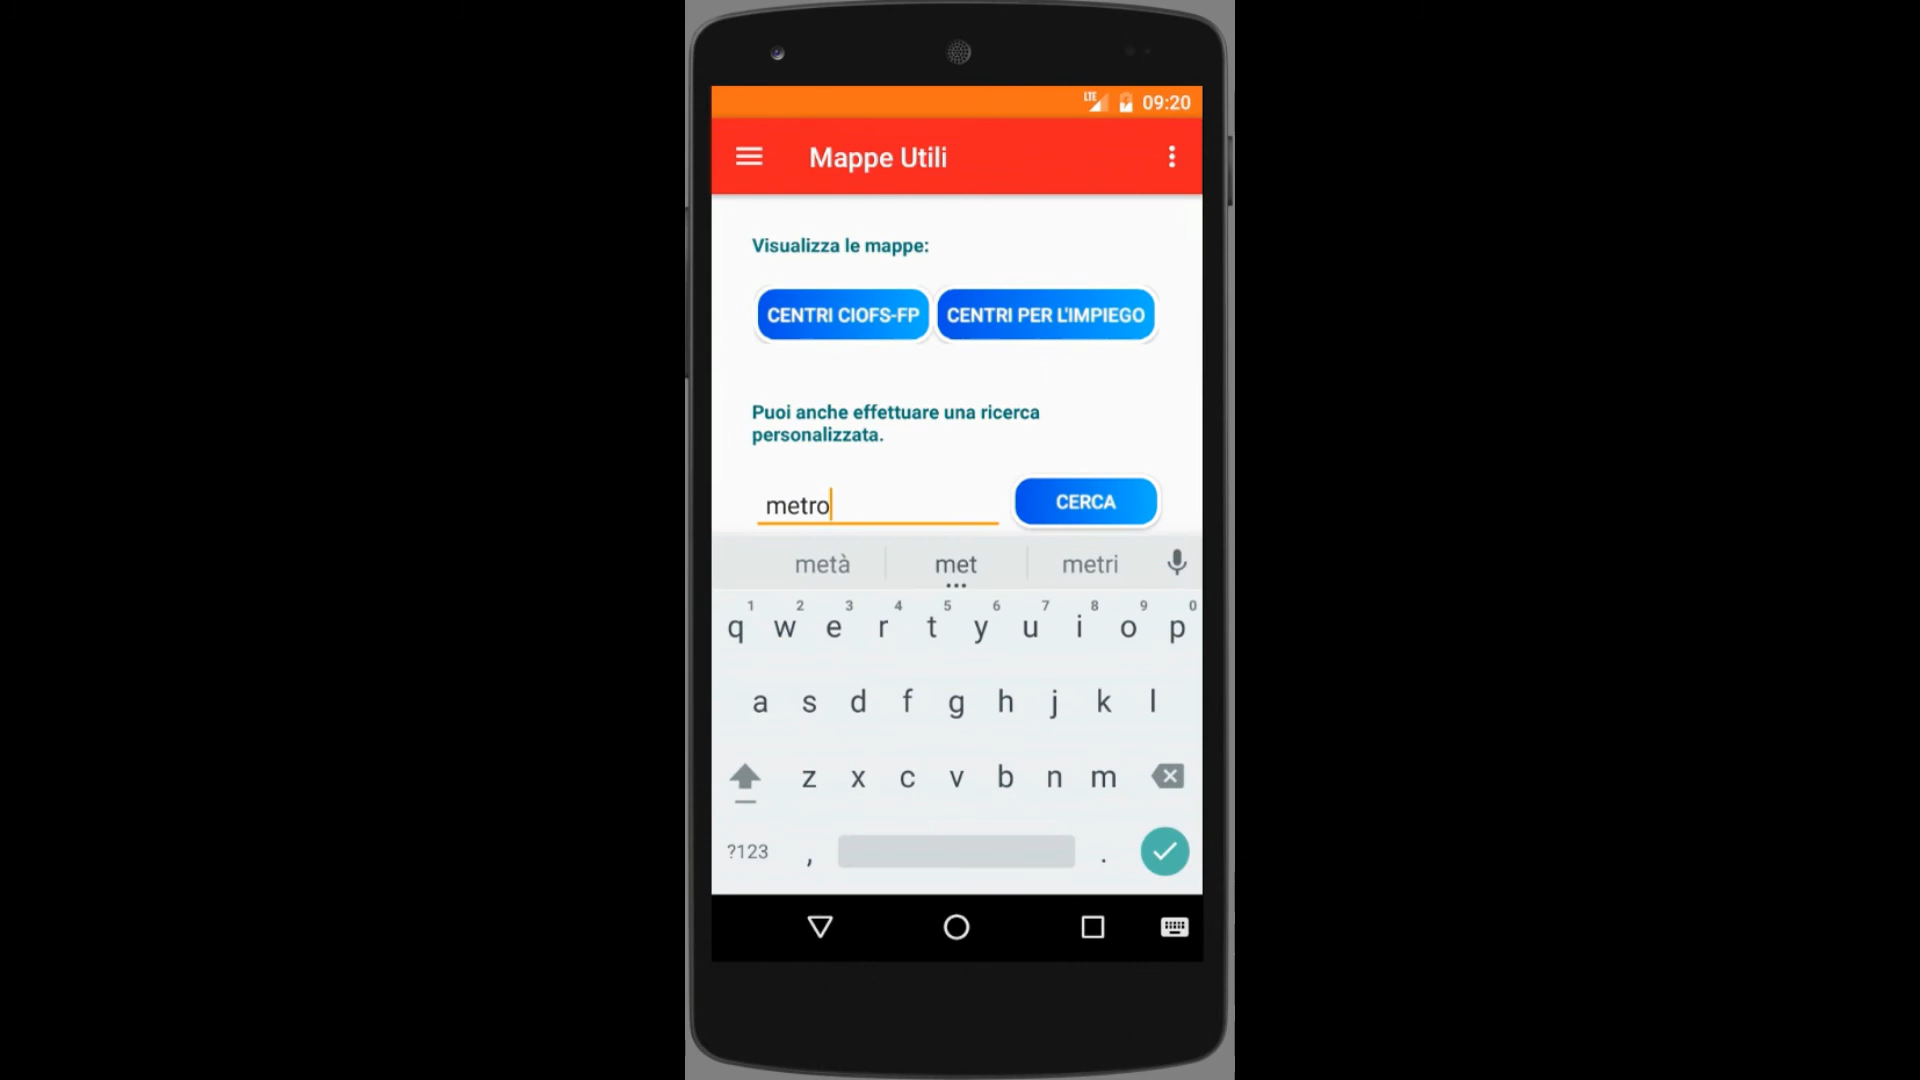 LTE 09:20
Mappe Utili
Visualizza le mappe:
CENTRI CIOFS-FP CENTRI PER L'IMPIEGO
Puoi anche effettuare una ricerca
personalizzata.
metro CERCA
metà met metri
1 2 3 4 5 6 7 8 9 0
q w e r t y u i o p
a s d f g h j k l
z x c v b n m
?123 , .